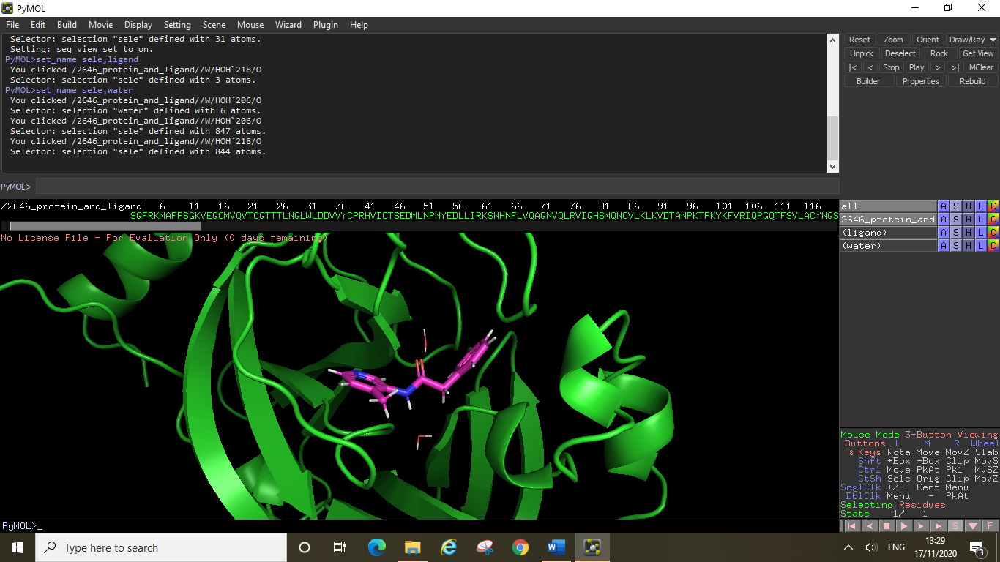 PyMOL
File Edit Build Movie Display Setting Scene Mouse Wizard Plugin Help
Selector: selection "sele" defined with 31 atoms.
Setting: seq_view set to on.
PyMOL>set_name sele,ligand
You clicked /2646_protein_and_ligand//W/HOH`218/O
Selector: selection "sele" defined with 3 atoms.
PyMOL>set_name sele,water
You clicked /2646_protein_and_ligand//W/HOH`206/O
Selector: selection "water" defined with 6 atoms.
You clicked /2646_protein_and_ligand//W/HOH`206/O
Selector: selection "sele" defined with 847 atoms.
You clicked /2646_protein_and_ligand//W/HOH`218/O
Selector: selection "sele" defined with 844 atoms.
PyMOL>
Reset Zoom Orient Draw/Ray
Unpick Deselect Rock Get View
|< < Stop Play > >| MClear
Builder Properties Rebuild
/2646_protein_and_ligand 6 11 16 21 26 31 36 41 46 51 56 61 66 71 76 81 86 91 96 101 106 111 116
SGFRKMAFPSGKVEGCMVQVTCGTTTLNGLWLDDVVYCPRHVICTSEDMLNPNYEDLLIRKSNHNFLVQAGNVQLRVIGHSMQNCVLKLKVDTANPKTPKYKFVRIQPGQTFSVLACYNGS
No License File - For Evaluation Only (0 days remaining)
all A S H L C
2646_protein_and A S H L C
(ligand) A S H L C
(water) A S H L C
Mouse Mode 3-Button Viewing
Buttons L M R Wheel
& Keys Rota Move MovZ Slab
Shft +Box -Box Clip MovS
Ctrl Move PkAt Pk1 MvSZ
CtSh Sele Orig Clip MovZ
SnglClk +/- Cent Menu
DblClk Menu - PkAt
Selecting Residues
State 1/ 1
PyMOL>_
S F
Type here to search
ENG
13:29
17/11/2020
3